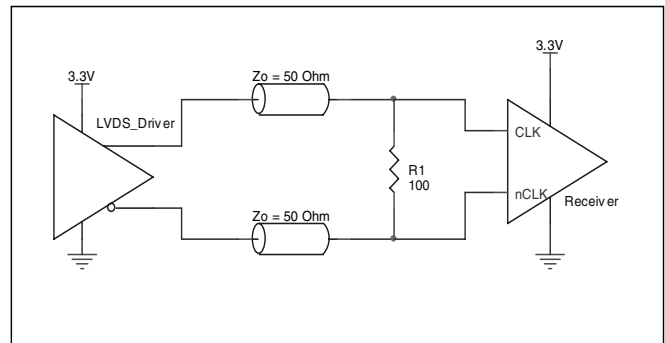 3.3V
3.3V
Zo = 50 Ohm
LVDS_Driver
CLK
R1
100
nCLK
Receiver
Zo = 50 Ohm